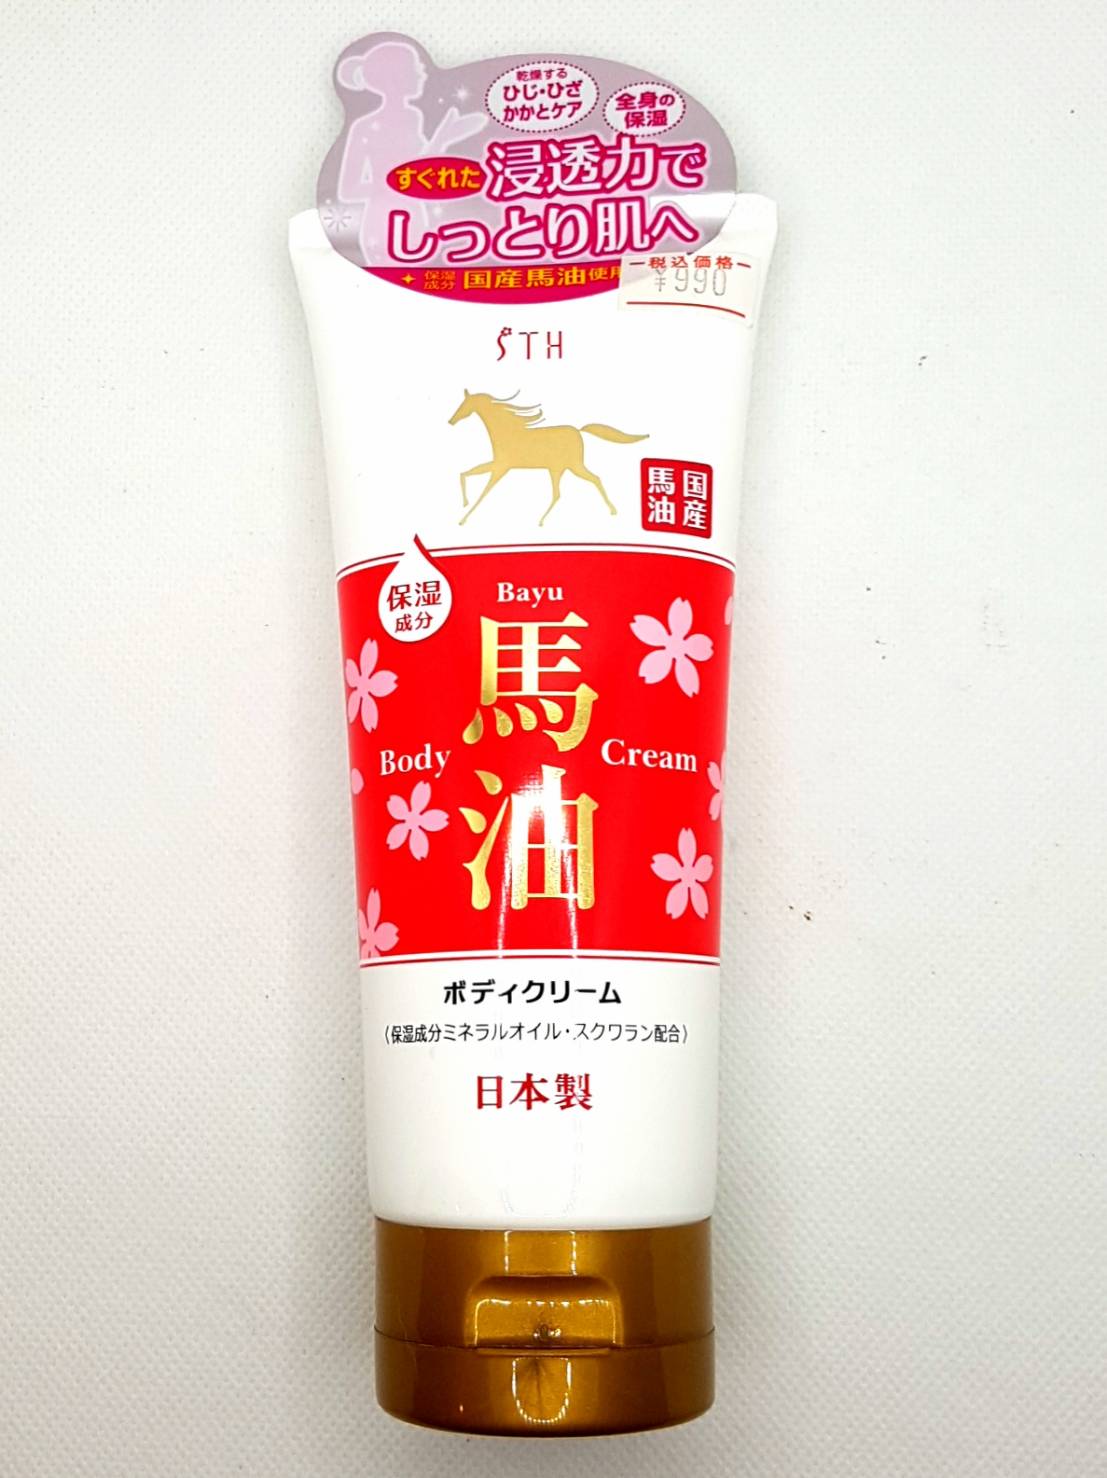 乾燥する
ひじ・ひざ
かかとケア
全身の
保湿
すぐれた浸透力で
しっとり肌へ
保湿
成分
国産馬油使用
税込価格
¥990
STH
国産
馬油
保湿
成分
Bayu
馬油
Body Cream
ボディクリーム
〈保湿成分ミネラルオイル・スクワラン配合〉
日本製